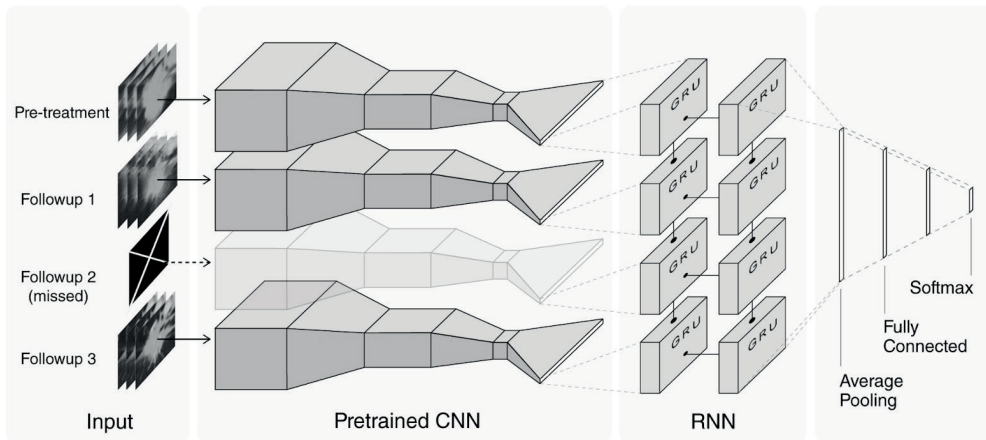 Pre-treatment
Followup 1
Followup 2
(missed)
Followup 3
Input
Pretrained CNN
GRU
GRU
GRU
GRU
GRU
GRU
GRU
GRU
RNN
Softmax
Fully
Connected
Average
Pooling